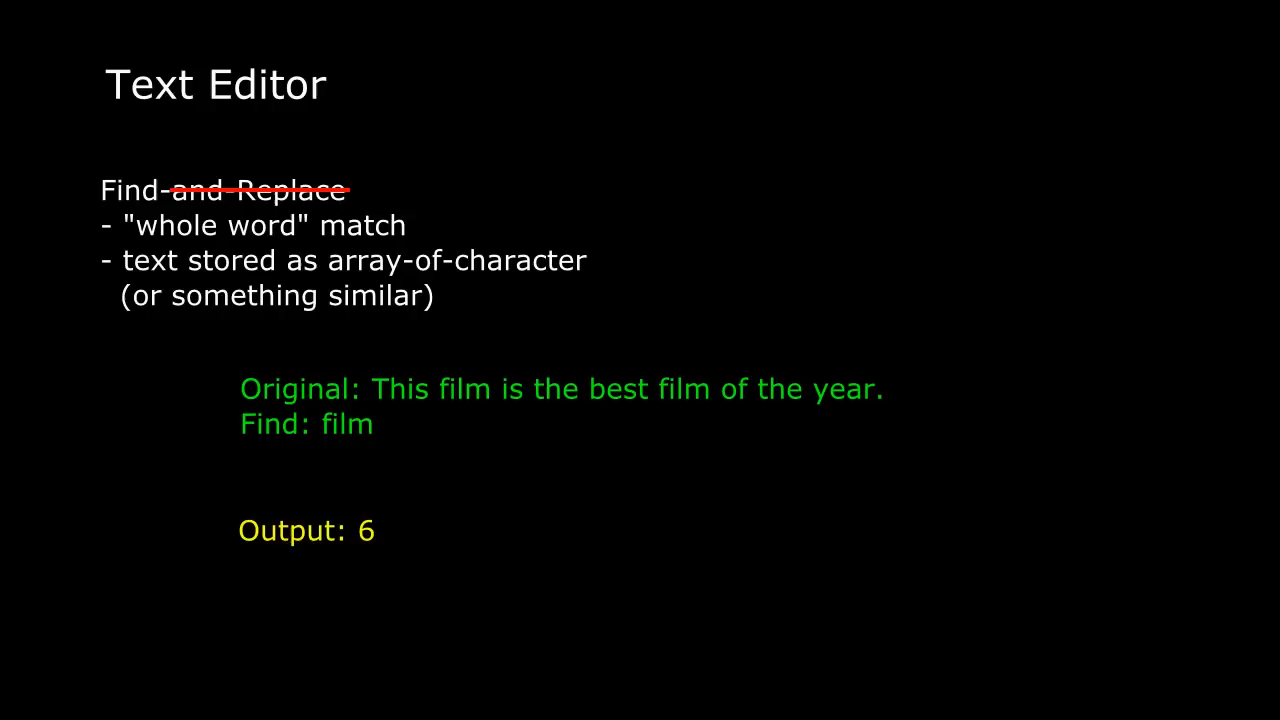 Text Editor
Find-and-Replace
- "whole word" match
- text stored as array-of-character
(or something similar)
Original: This film is the best film of the year.
Find: film
Output: 6